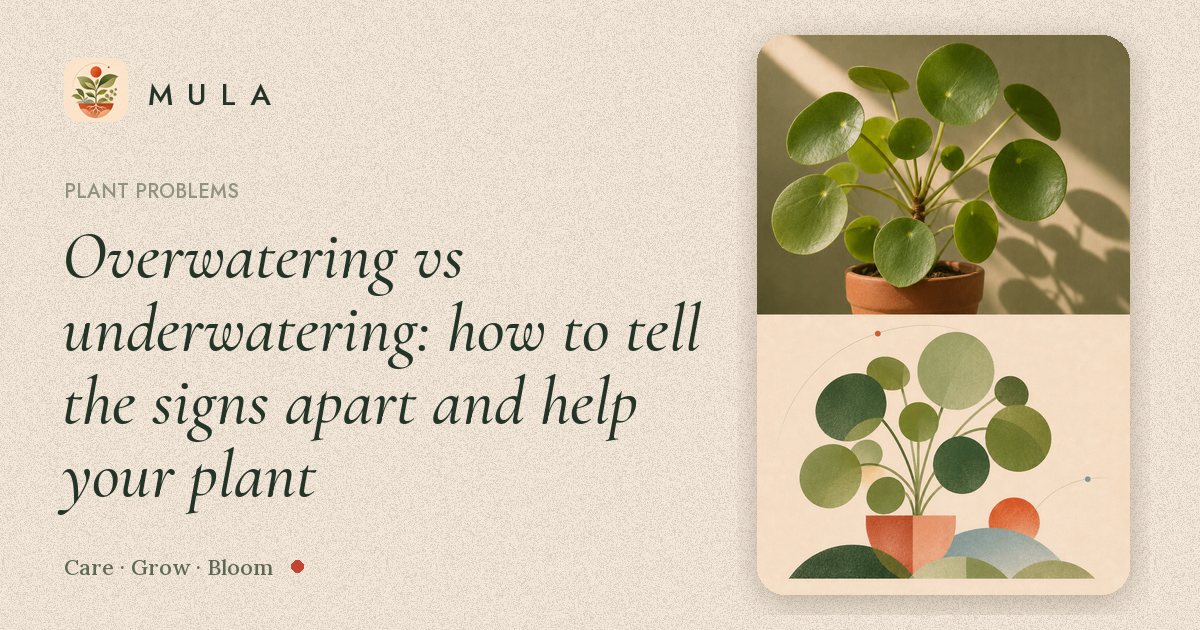 MULA
PLANT PROBLEMS
Overwatering vs
underwatering: how to tell
the signs apart and help
your plant
Care · Grow · Bloom